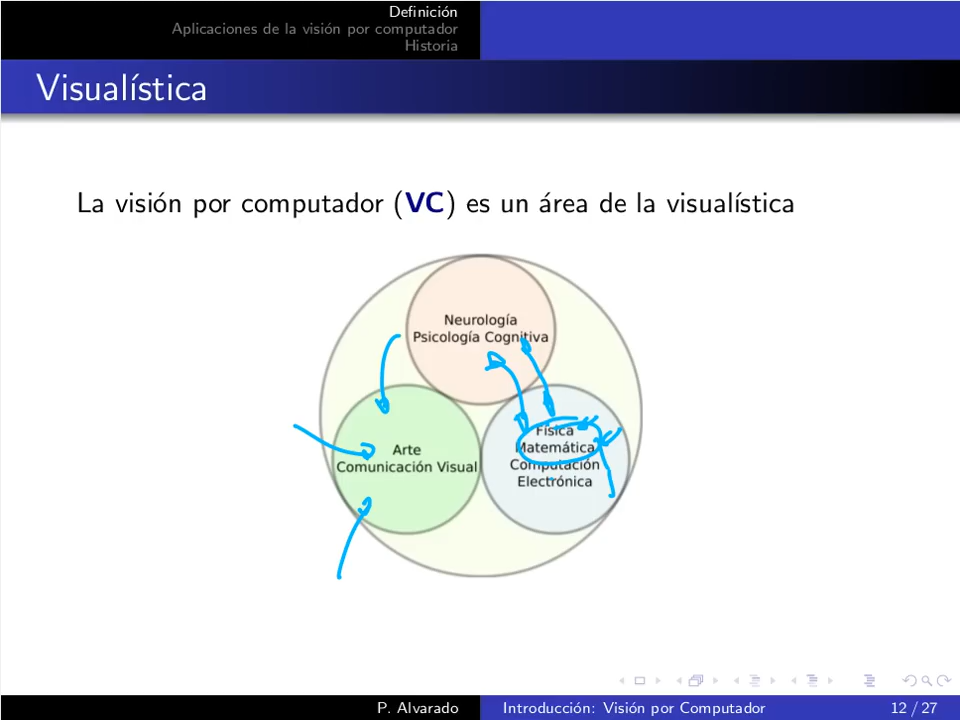 Definición
Aplicaciones de la visión por computador
Historia
Visualística
La visión por computador (VC) es un área de la visualística
Neurología
Psicología Cognitiva
Arte
Comunicación Visual
Física
Matemática
Computación
Electrónica
P. Alvarado
Introducción: Visión por Computador
12 / 27